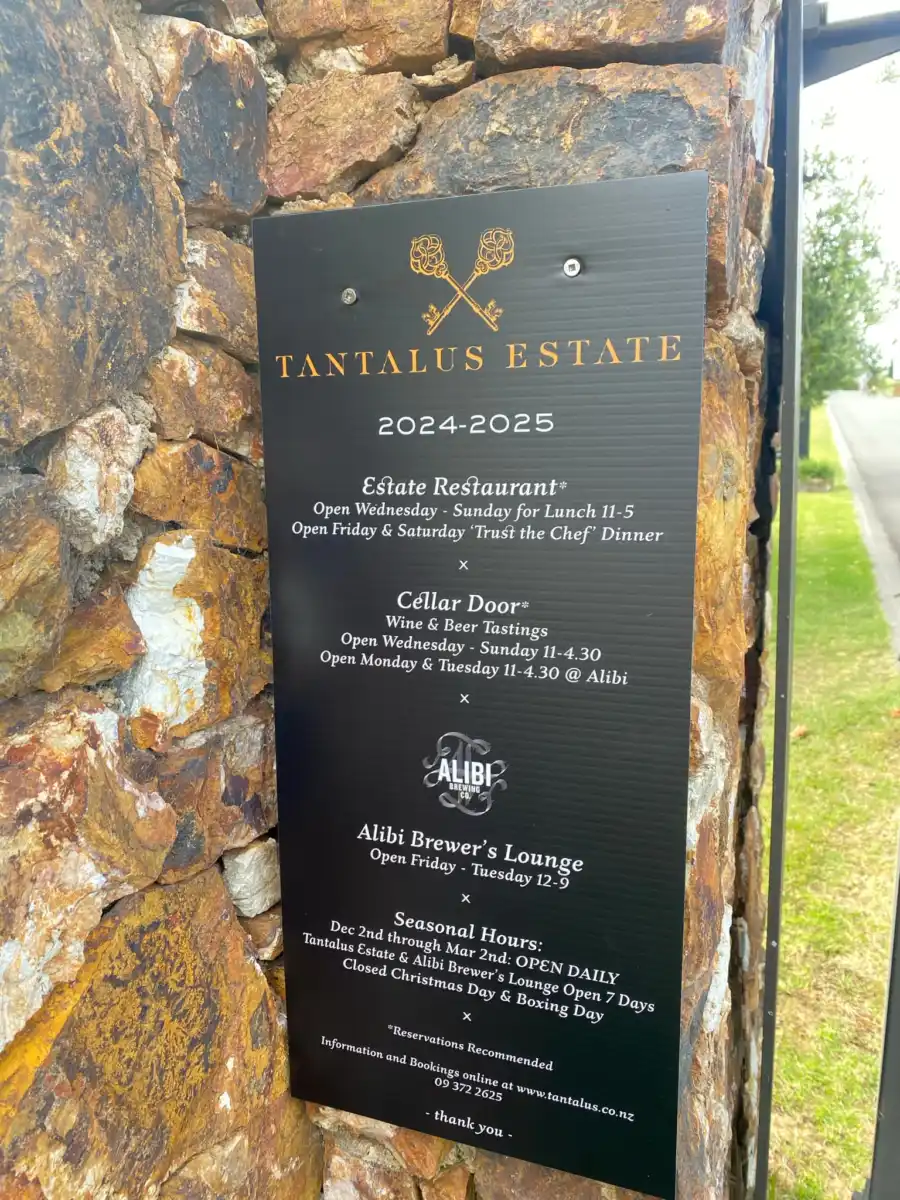 TANTALUS ESTATE
2024-2025
Estate Restaurant*
Open Wednesday - Sunday for Lunch 11-5
Open Friday & Saturday 'Trust the Chef' Dinner
x
Cellar Door*
Wine & Beer Tastings
Open Wednesday - Sunday 11-4.30
Open Monday & Tuesday 11-4.30 @ Alibi
x
ALIBI
BREWING
CO.
Alibi Brewer's Lounge
Open Friday - Tuesday 12-9
x
Seasonal Hours:
Dec 2nd through Mar 2nd: OPEN DAILY
Tantalus Estate & Alibi Brewer's Lounge Open 7 Days
Closed Christmas Day & Boxing Day
x
*Reservations Recommended
Information and Bookings online at www.tantalus.co.nz
09 372 2625
- thank you -